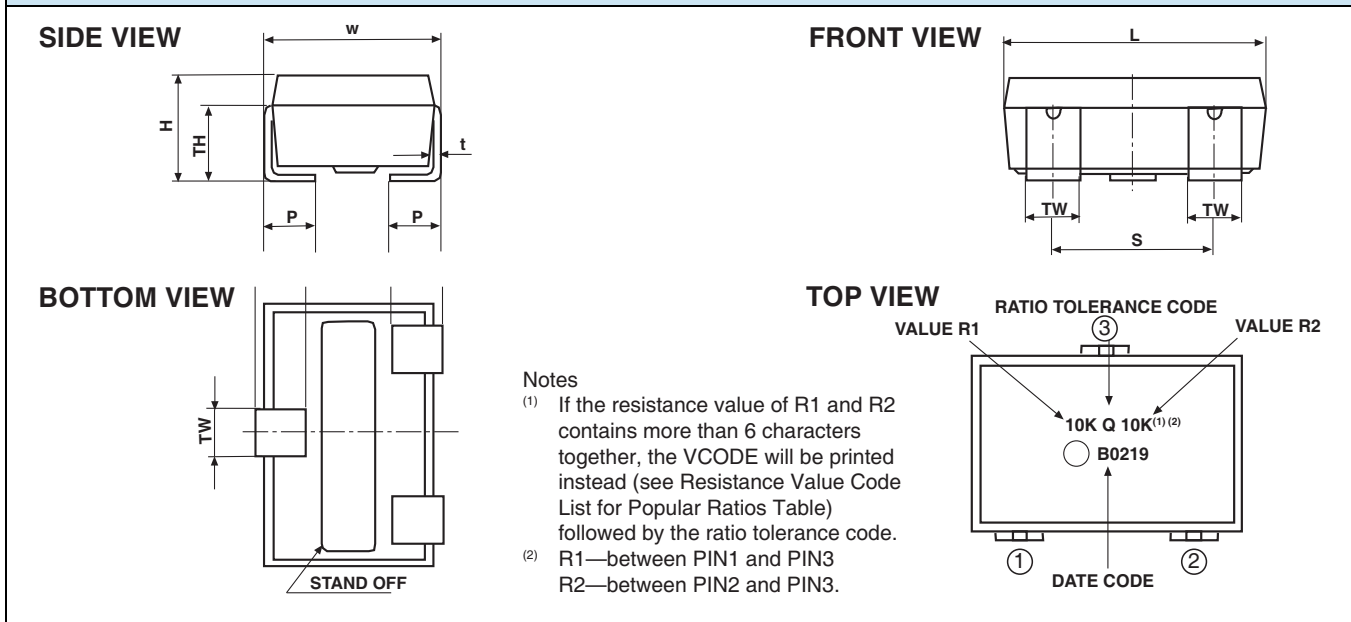 SIDE VIEW
w
H
TH
t
P
P
FRONT VIEW
L
TW
TW
S
BOTTOM VIEW
TW
STAND OFF
Notes
(1) If the resistance value of R1 and R2
contains more than 6 characters
together, the VCODE will be printed
instead (see Resistance Value Code
List for Popular Ratios Table)
followed by the ratio tolerance code.
(2) R1—between PIN1 and PIN3
R2—between PIN2 and PIN3.
TOP VIEW
RATIO TOLERANCE CODE
VALUE R1
3
VALUE R2
10K Q 10K(1) (2)
B0219
1
2
DATE CODE